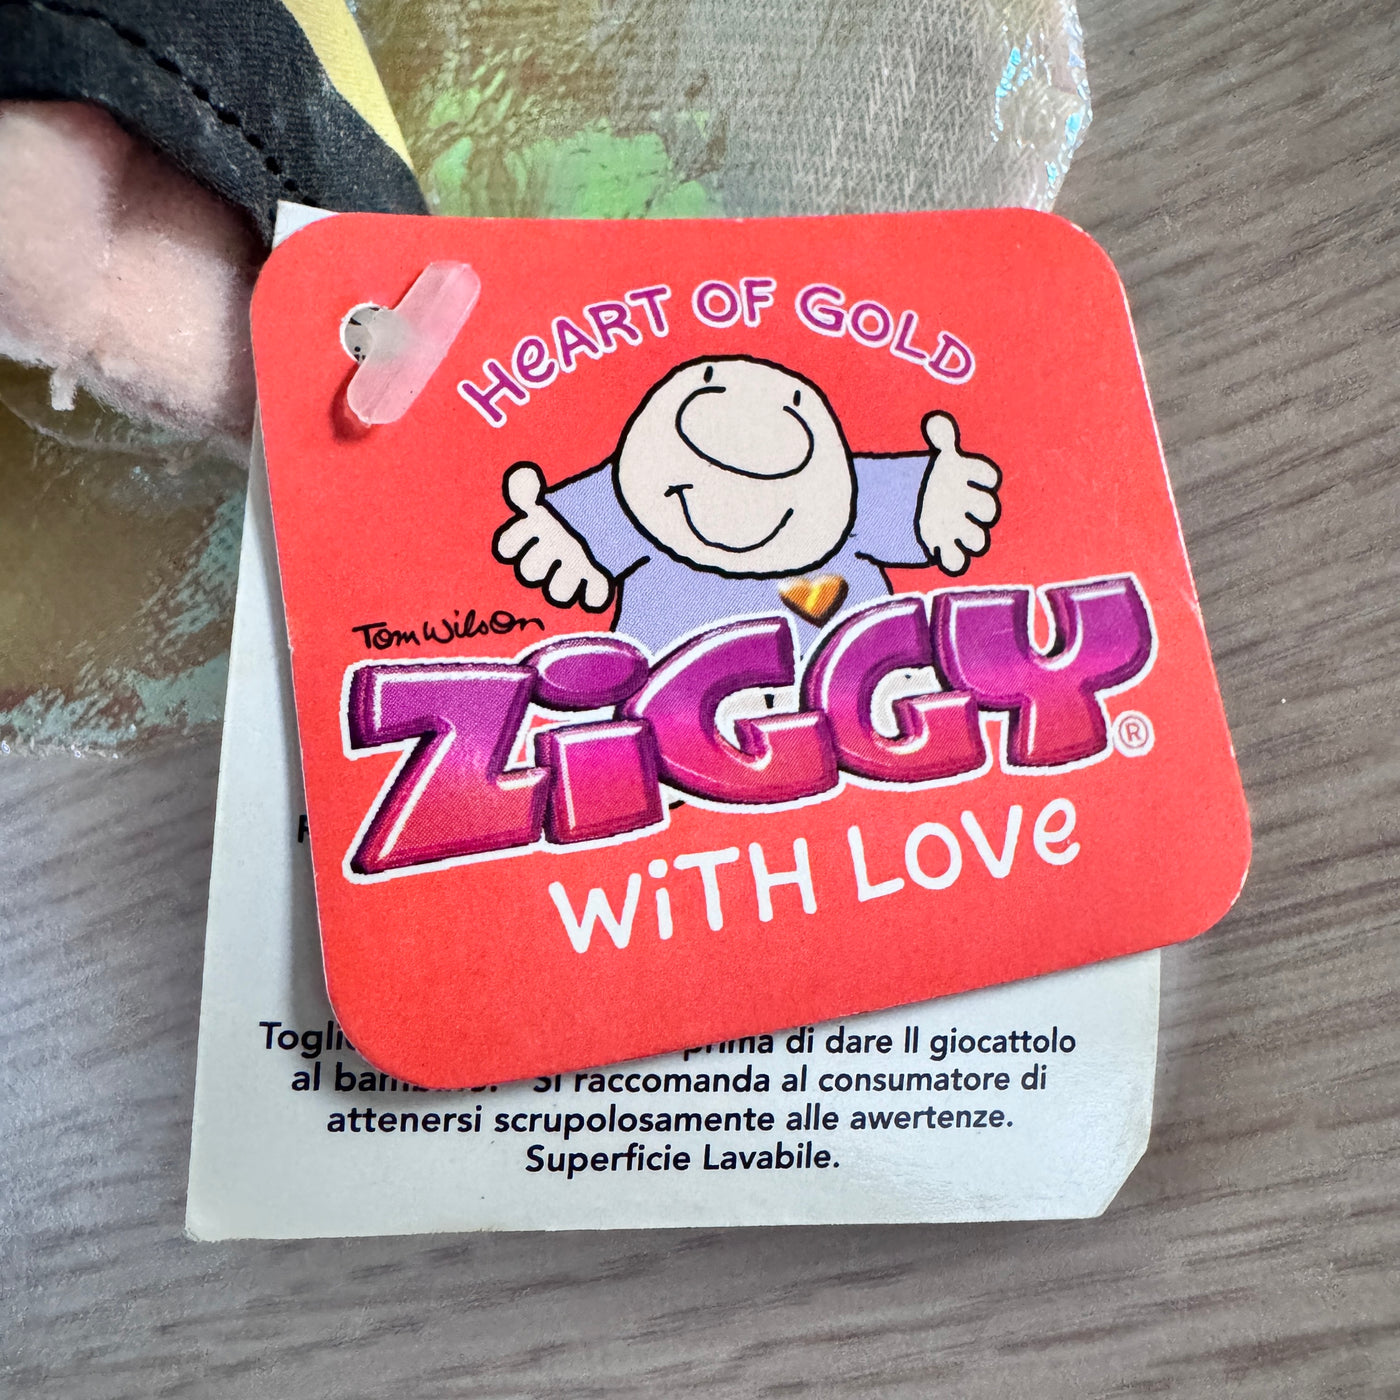 HeART OF GOLD
Tom Wilson
ZiGGY®
WiTH LOVe
prima di dare Il giocattolo
al Si raccomanda al consumatore di
attenersi scrupolosamente alle awertenze.
Superficie Lavabile.